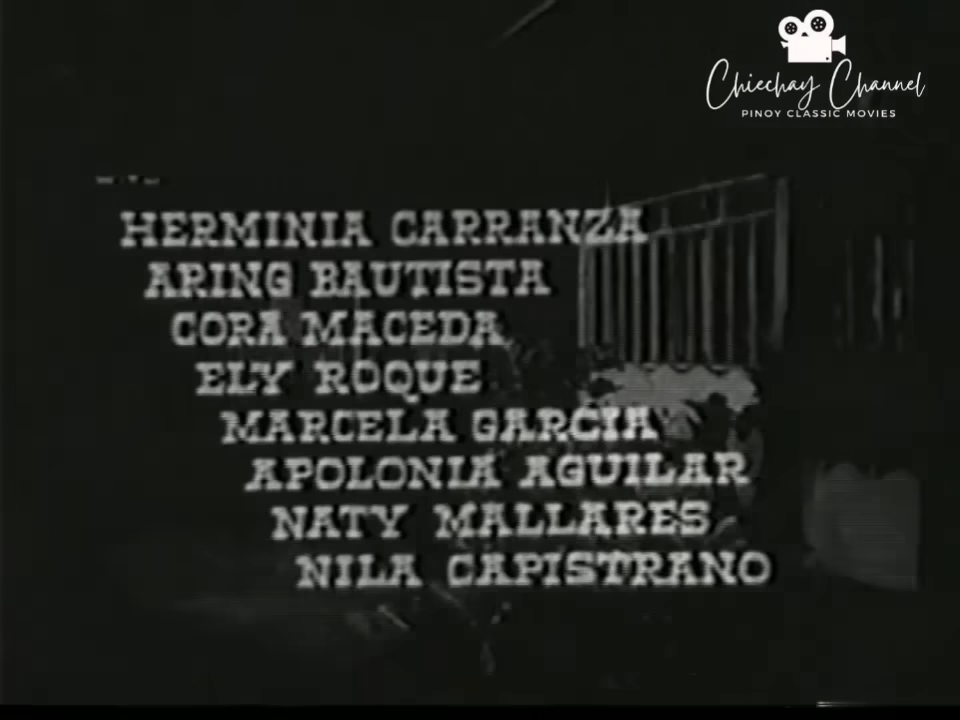 Chiechay Channel
PINOY CLASSIC MOVIES
HERMINIA CARRANZA
ARING BAUTISTA
CORA MACEDA
ELY ROQUE
MARCELA GARCIA
APOLONIA AGUILAR
NATY MALLARES
NILA CAPISTRANO